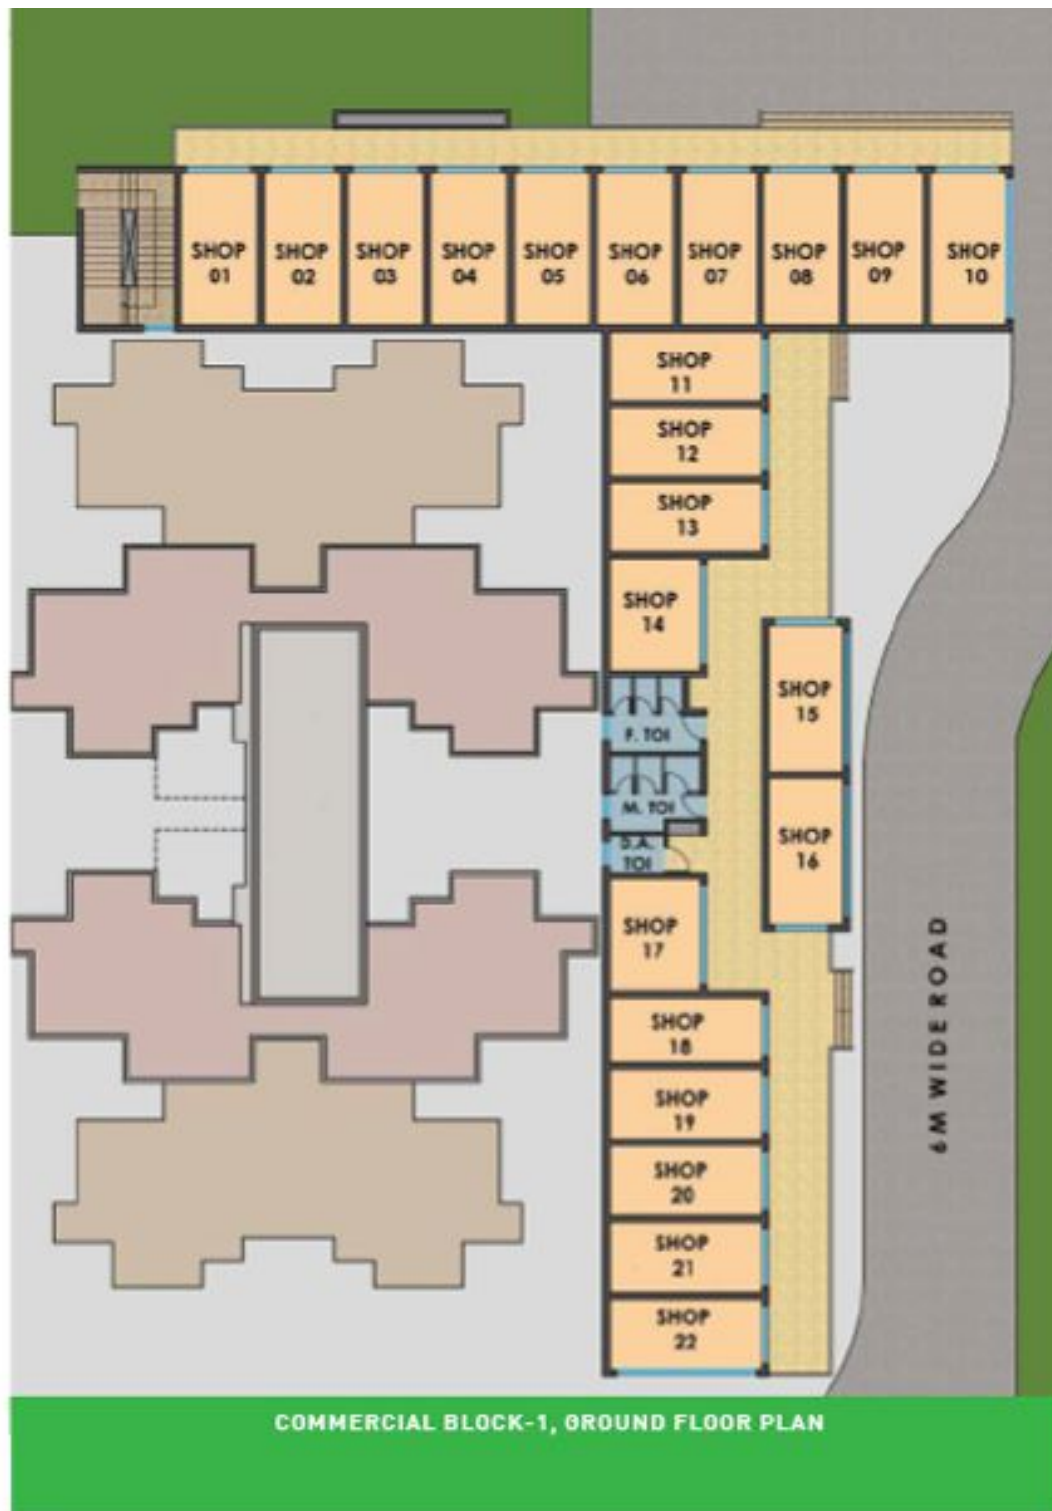 SHOP
01
SHOP
02
SHOP
03
SHOP
04
SHOP
05
SHOP
06
SHOP
07
SHOP
08
SHOP
09
SHOP
10
SHOP
11
SHOP
12
SHOP
13
SHOP
14
SHOP
15
F. TOI
M. TOI
SHOP
16
D.A.
TOI
SHOP
17
6 M WIDE ROAD
SHOP
18
SHOP
19
SHOP
20
SHOP
21
SHOP
22
COMMERCIAL BLOCK-1, GROUND FLOOR PLAN